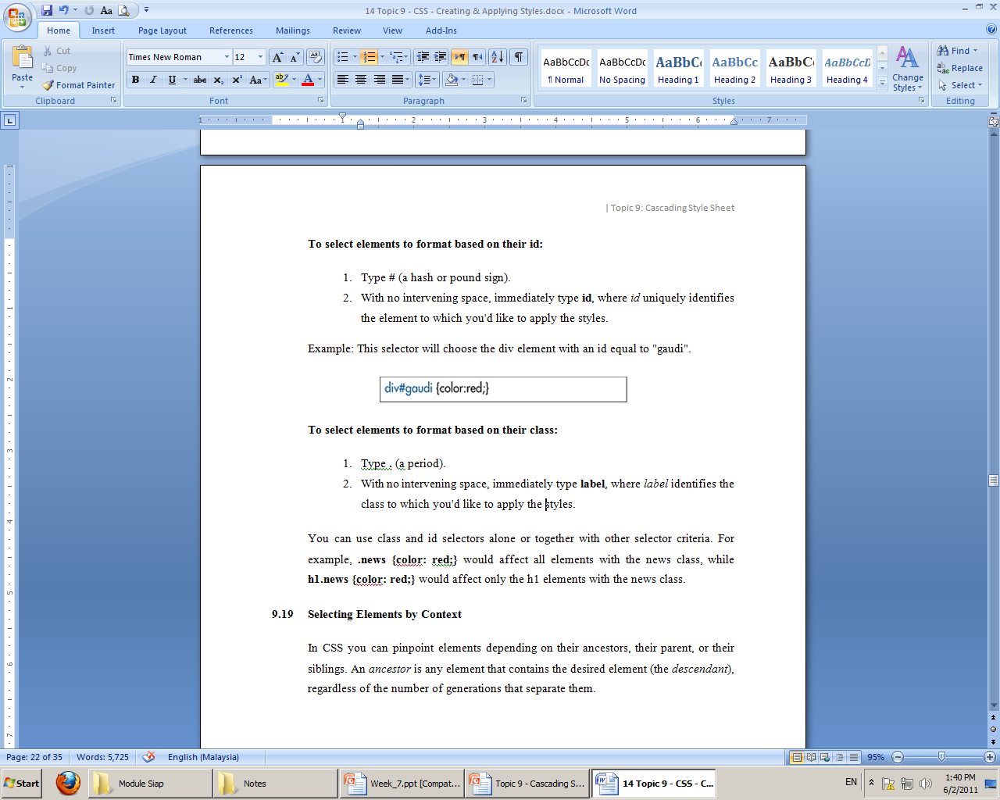 14 Topic 9 - CSS - Creating & Applying Styles.docx - Microsoft Word
Home Insert Page Layout References Mailings Review View Add-Ins
Paste
Cut
Copy
Format Painter
Clipboard
Times New Roman 12
Font
Paragraph
AaBbCcDc AaBbCcDc AaBbC AaBbCc AaBbC AaBbCcD
¶ Normal No Spacing Heading 1 Heading 2 Heading 3 Heading 4
Change Styles
Styles
Find
Replace
Select
Editing
1 1 2 3 4 5 6 7
| Topic 9: Cascading Style Sheet
To select elements to format based on their id:
1. Type # (a hash or pound sign).
2. With no intervening space, immediately type id, where id uniquely identifies
the element to which you'd like to apply the styles.
Example: This selector will choose the div element with an id equal to "gaudi".
div#gaudi {color:red;}
To select elements to format based on their class:
1. Type . (a period).
2. With no intervening space, immediately type label, where label identifies the
class to which you'd like to apply the styles.
You can use class and id selectors alone or together with other selector criteria. For
example, .news {color: red;} would affect all elements with the news class, while
h1.news {color: red;} would affect only the h1 elements with the news class.
9.19 Selecting Elements by Context
In CSS you can pinpoint elements depending on their ancestors, their parent, or their
siblings. An ancestor is any element that contains the desired element (the descendant),
regardless of the number of generations that separate them.
Page: 22 of 35 Words: 5,725 English (Malaysia) 95%
Start Module Siap Notes Week_7.ppt [Compat... Topic 9 - Cascading S... 14 Topic 9 - CSS - C... EN 1:40 PM
6/2/2011